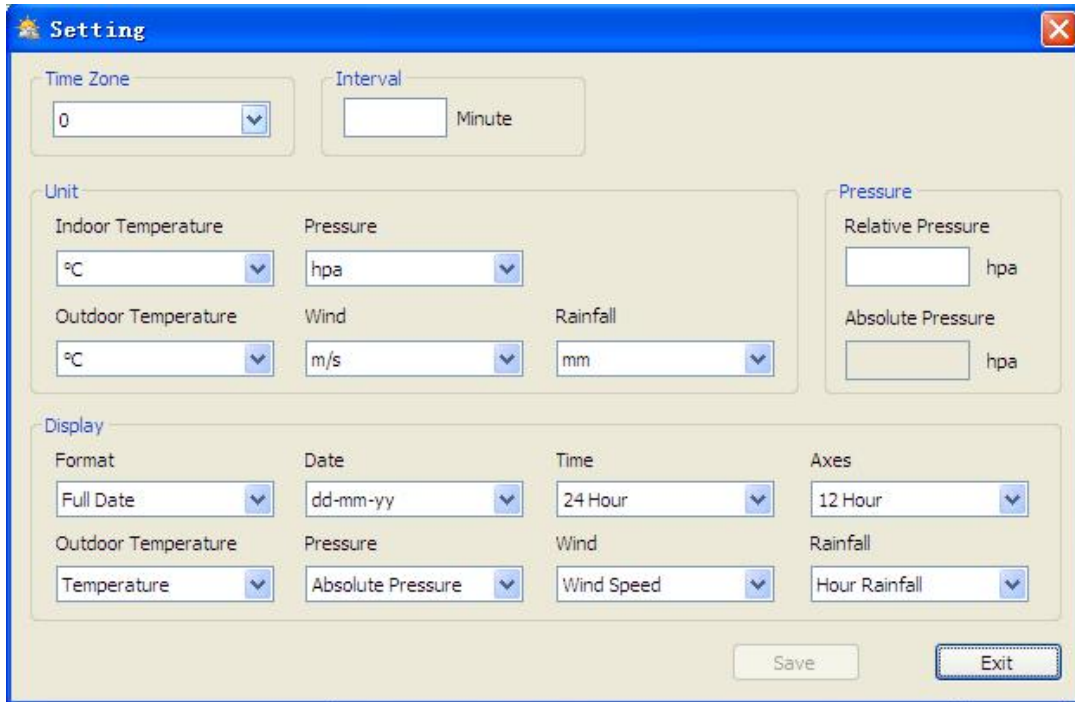 Setting
Time Zone Interval
0 Minute
Unit Pressure
Indoor Temperature Pressure Relative Pressure
°C hpa hpa
Outdoor Temperature Wind Rainfall Absolute Pressure
°C m/s mm hpa
Display
Format Date Time Axes
Full Date dd-mm-yy 24 Hour 12 Hour
Outdoor Temperature Pressure Wind Rainfall
Temperature Absolute Pressure Wind Speed Hour Rainfall
Save Exit